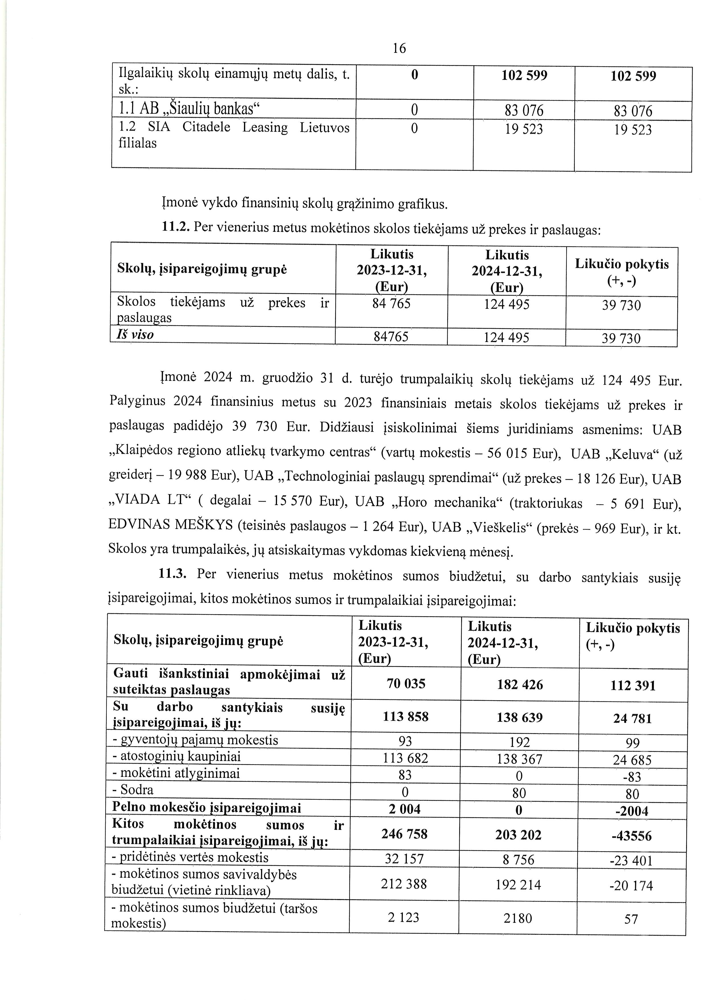 16
Ilgalaikių skolų einamųjų metų dalis, t. 0 102 599 102 599
sk.:
1.1 AB „Šiaulių bankas“ 0 83 076 83 076
1.2 SIA Citadele Leasing Lietuvos 0 19 523 19 523
filialas
Įmonė vykdo finansinių skolų grąžinimo grafikus.
11.2. Per vienerius metus mokėtinos skolos tiekėjams už prekes ir paslaugas:
Skolų, įsipareigojimų grupė
Likutis
2023-12-31,
(Eur)
Likutis
2024-12-31,
(Eur)
Likučio pokytis
(+, -)
Skolos tiekėjams už prekes ir 84 765 124 495 39 730
paslaugas
Iš viso 84765 124 495 39 730
Įmonė 2024 m. gruodžio 31 d. turėjo trumpalaikių skolų tiekėjams už 124 495 Eur.
Palyginus 2024 finansinius metus su 2023 finansiniais metais skolos tiekėjams už prekes ir
paslaugas padidėjo 39 730 Eur. Didžiausi įsiskolinimai šiems juridiniams asmenims: UAB
„Klaipėdos regiono atliekų tvarkymo centras“ (vartų mokestis – 56 015 Eur), UAB „Keluva“ (už
greiderį – 19 988 Eur), UAB „Technologiniai paslaugų sprendimai“ (už prekes – 18 126 Eur), UAB
„VIADA LT“ ( degalai – 15 570 Eur), UAB „Horo mechanika“ (traktoriukas – 5 691 Eur),
EDVINAS MEŠKYS (teisinės paslaugos – 1 264 Eur), UAB „Vieškelis“ (prekės – 969 Eur), ir kt.
Skolos yra trumpalaikės, jų atsiskaitymas vykdomas kiekvieną mėnesį.
11.3. Per vienerius metus mokėtinos sumos biudžetui, su darbo santykiais susiję
įsipareigojimai, kitos mokėtinos sumos ir trumpalaikiai įsipareigojimai:
Skolų, įsipareigojimų grupė
Likutis
2023-12-31,
(Eur)
Likutis
2024-12-31,
(Eur)
Likučio pokytis
(+, -)
Gauti išankstiniai apmokėjimai už
suteiktas paslaugas
70 035 182 426 112 391
Su darbo santykiais susiję
įsipareigojimai, iš jų:
113 858 138 639 24 781
- gyventojų pajamų mokestis 93 192 99
- atostoginių kaupiniai 113 682 138 367 24 685
- mokėtini atlyginimai 83 0 -83
- Sodra 0 80 80
Pelno mokesčio įsipareigojimai 2 004 0 -2004
Kitos mokėtinos sumos ir
trumpalaikiai įsipareigojimai, iš jų:
246 758 203 202 -43556
- pridėtinės vertės mokestis 32 157 8 756 -23 401
- mokėtinos sumos savivaldybės
biudžetui (vietinė rinkliava)
212 388 192 214 -20 174
- mokėtinos sumos biudžetui (taršos
mokestis)
2 123 2180 57